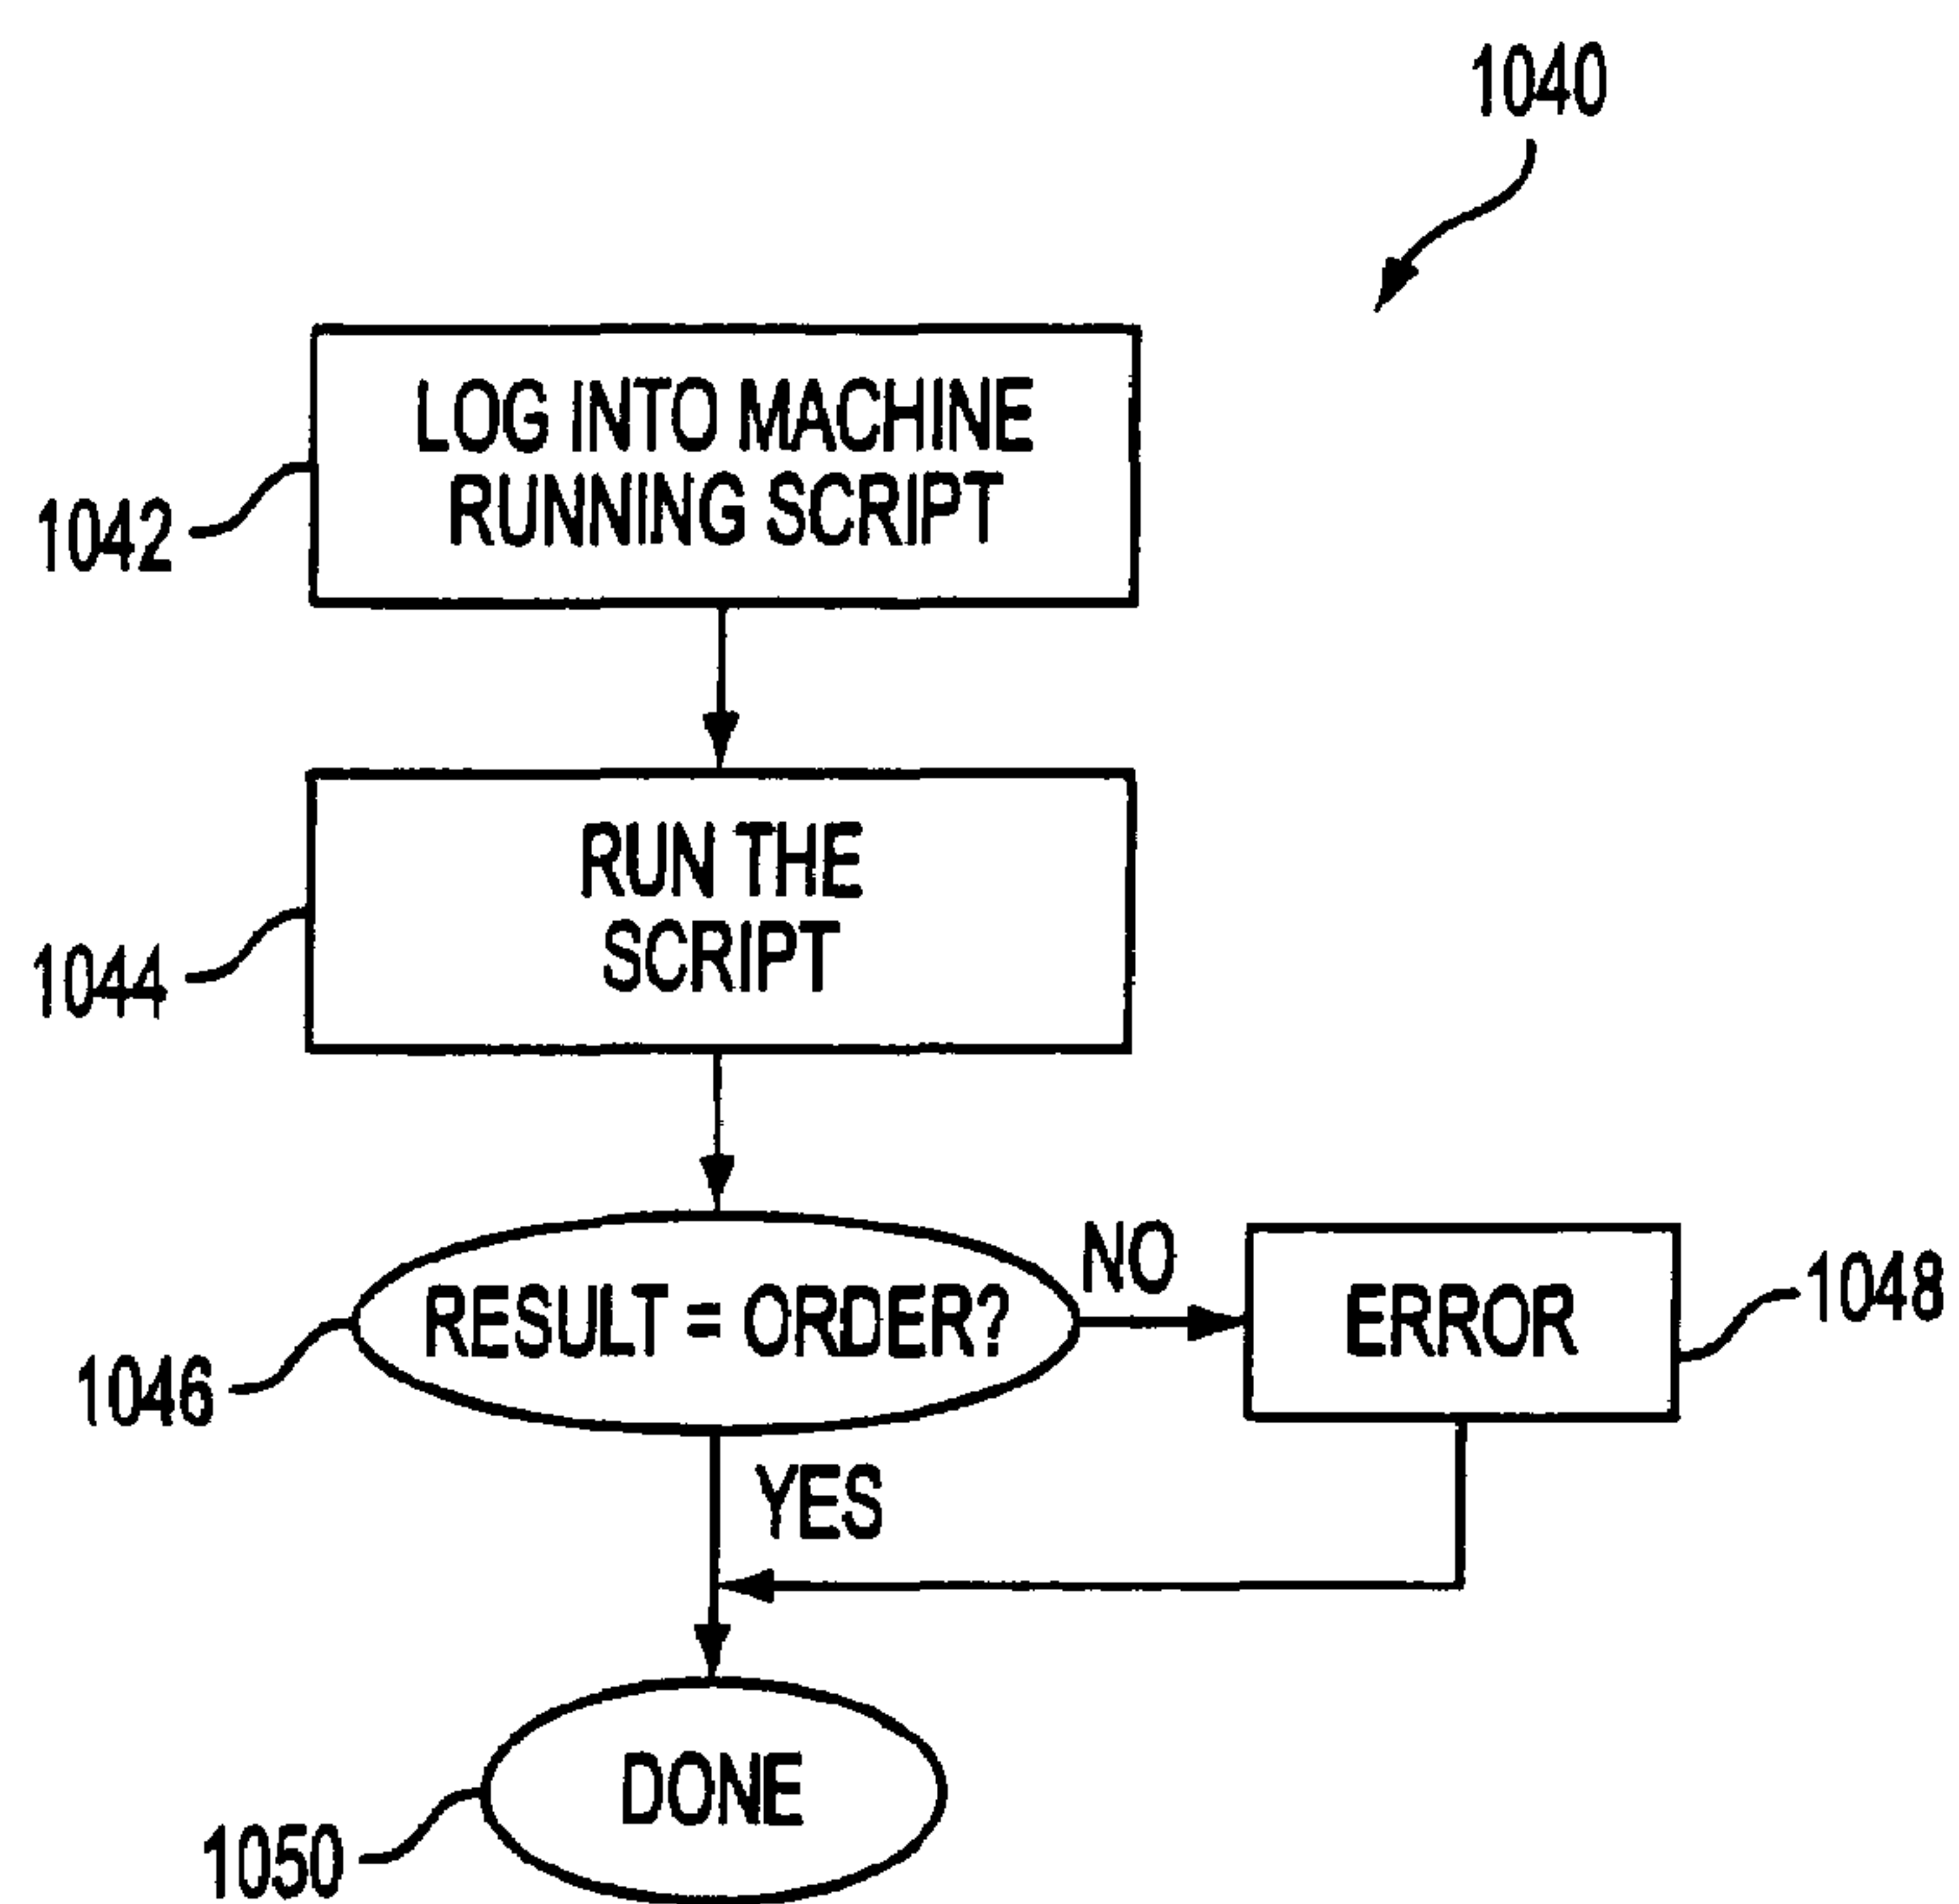 1040
LOG INTO MACHINE
RUNNING SCRIPT
1042
RUN THE
SCRIPT
1044
RESULT = ORDER?
NO
ERROR
1048
1046
YES
DONE
1050